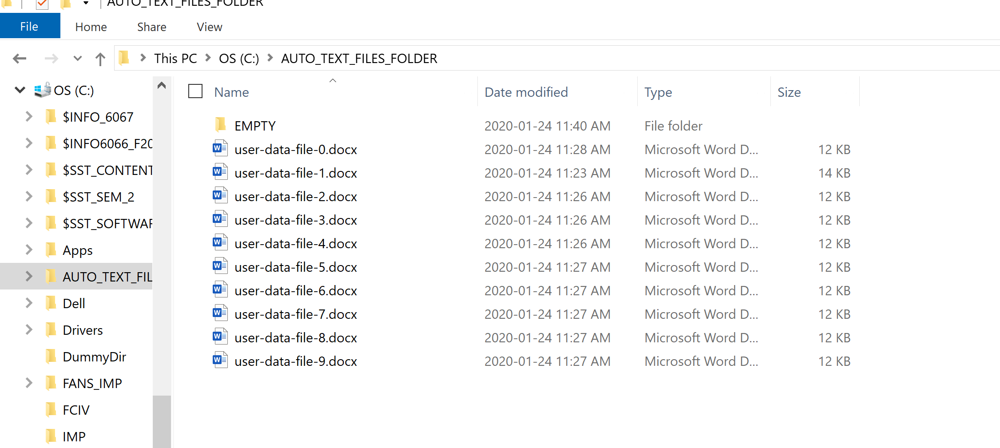 AUTO_TEXT_FILES_FOLDER
File Home Share View
This PC OS (C:) AUTO_TEXT_FILES_FOLDER
OS (C:)
$INFO_6067
$INFO6066_F20
$SST_CONTENT
$SST_SEM_2
$SST_SOFTWAR
Apps
AUTO_TEXT_FIL
Dell
Drivers
DummyDir
FANS_IMP
FCIV
IMP
Name Date modified Type Size
EMPTY 2020-01-24 11:40 AM File folder
user-data-file-0.docx 2020-01-24 11:28 AM Microsoft Word D... 12 KB
user-data-file-1.docx 2020-01-24 11:23 AM Microsoft Word D... 14 KB
user-data-file-2.docx 2020-01-24 11:26 AM Microsoft Word D... 12 KB
user-data-file-3.docx 2020-01-24 11:26 AM Microsoft Word D... 12 KB
user-data-file-4.docx 2020-01-24 11:26 AM Microsoft Word D... 12 KB
user-data-file-5.docx 2020-01-24 11:27 AM Microsoft Word D... 12 KB
user-data-file-6.docx 2020-01-24 11:27 AM Microsoft Word D... 12 KB
user-data-file-7.docx 2020-01-24 11:27 AM Microsoft Word D... 12 KB
user-data-file-8.docx 2020-01-24 11:27 AM Microsoft Word D... 12 KB
user-data-file-9.docx 2020-01-24 11:27 AM Microsoft Word D... 12 KB